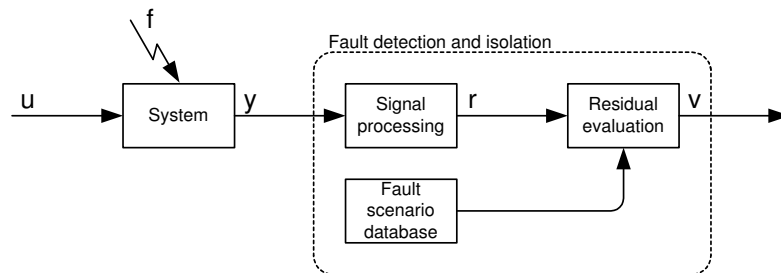 f
Fault detection and isolation
u
System
y
Signal
processing
r
Residual
evaluation
v
Fault
scenario
database